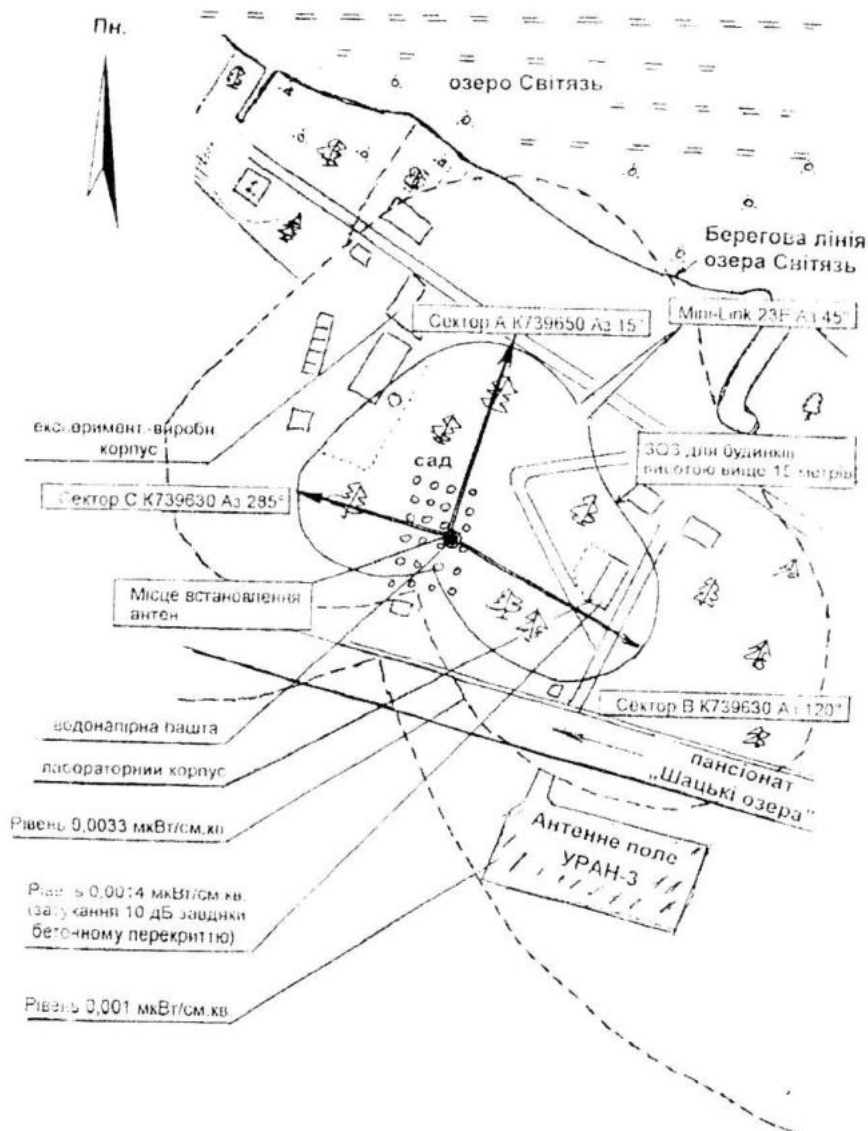 Пн.
озеро Світязь
Берегова лінія
озера Світязь
Сектор А К739650 Аз 15°
Mini-Link 23E Аз 45°
експеримент.-виробн.
корпус
сад
ЗОЗ для будинків
висотою вище 15 метрів
Сектор С К739630 Аз 285°
Місце встановлення
антен
Сектор В К739630 Аз 120°
водонапірна башта
лабораторний корпус
пансіонат
„Шацькі озера"
Рівень 0,0033 мкВт/см.кв.
Антенне поле
УРАН-3
Рівень 0,0014 мкВт/см.кв.
(затухання 10 дБ завдяки
бетонному перекриттю)
Рівень 0,001 мкВт/см.кв.